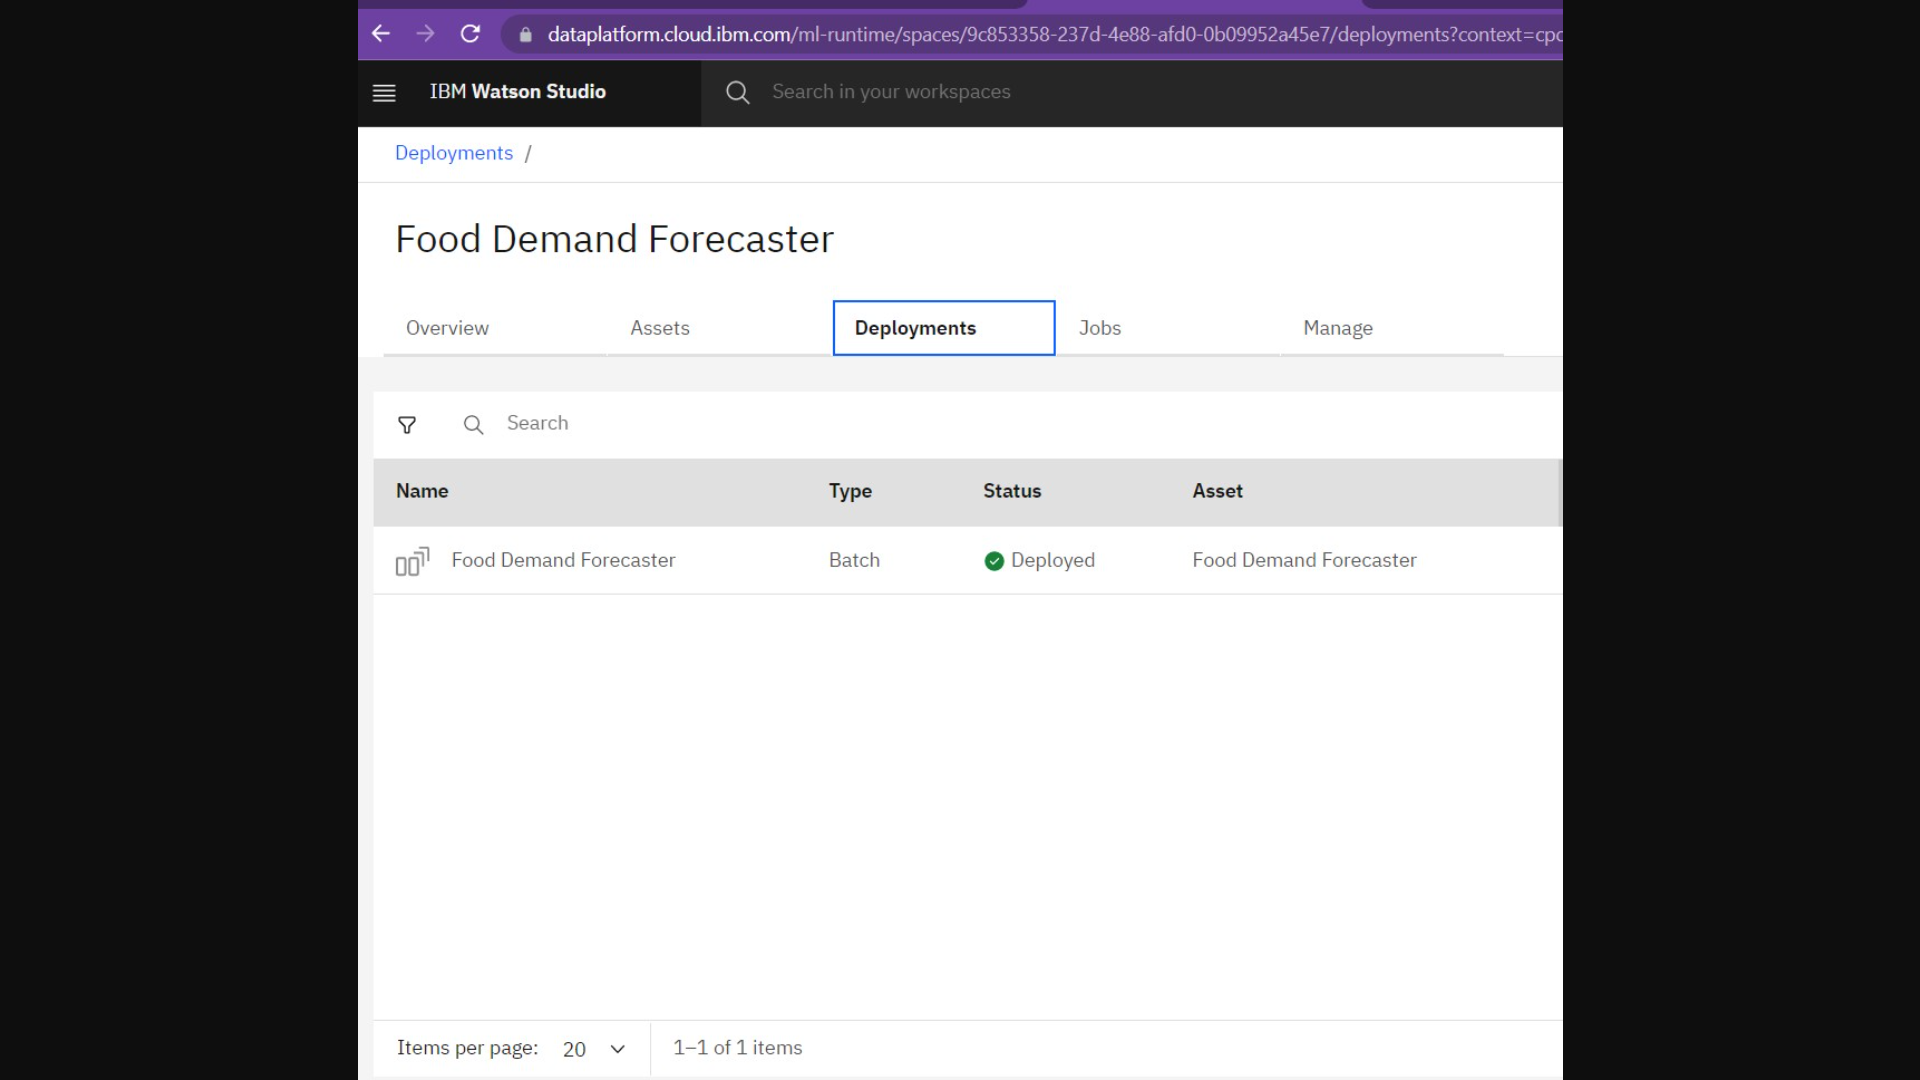 dataplatform.cloud.ibm.com/ml-runtime/spaces/9c853358-237d-4e88-afd0-0b09952a45e7/deployments?context=cpd
IBM Watson Studio
Search in your workspaces
Deployments /
Food Demand Forecaster
Overview Assets Deployments Jobs Manage
Search
Name Type Status Asset
Food Demand Forecaster Batch Deployed Food Demand Forecaster
Items per page: 20 1–1 of 1 items